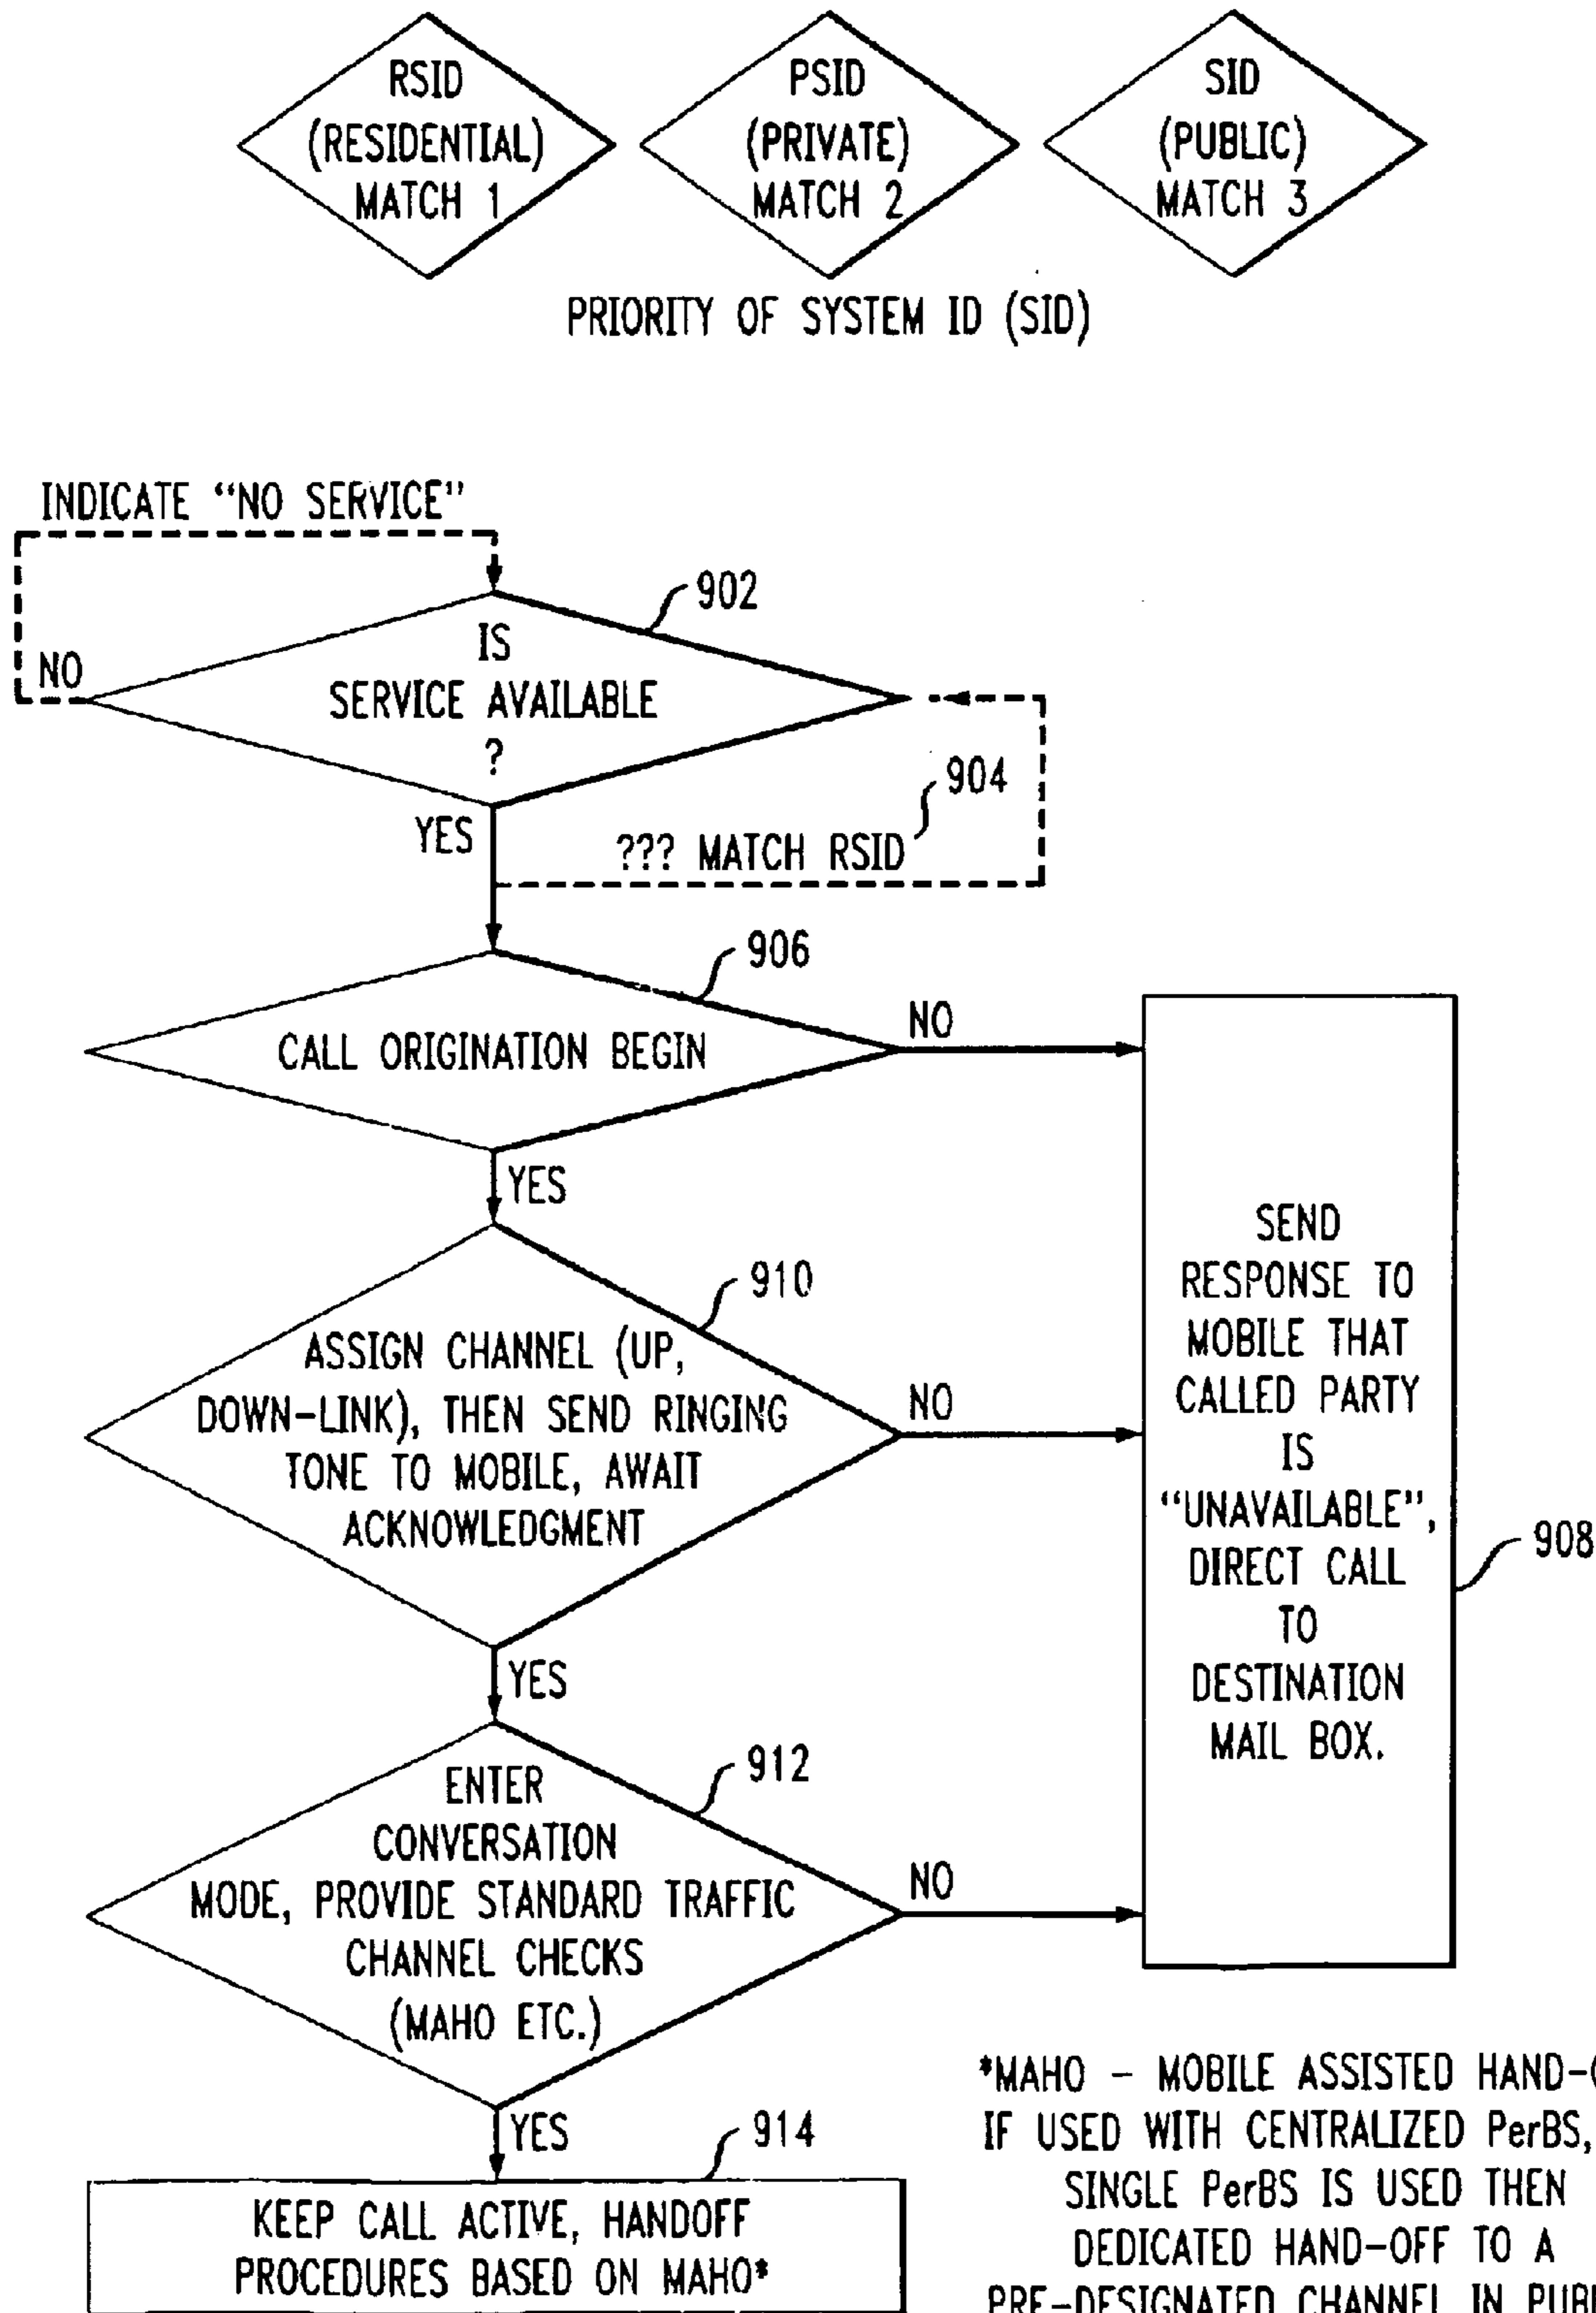 RSID
(RESIDENTIAL)
MATCH 1
PSID
(PRIVATE)
MATCH 2
SID
(PUBLIC)
MATCH 3
PRIORITY OF SYSTEM ID (SID)
INDICATE “NO SERVICE”
902
NO
IS
SERVICE AVAILABLE
?
904
YES
??? MATCH RSID
906
NO
CALL ORIGINATION BEGIN
YES
910
ASSIGN CHANNEL (UP,
DOWN-LINK), THEN SEND RINGING
TONE TO MOBILE, AWAIT
ACKNOWLEDGMENT
NO
YES
912
ENTER
CONVERSATION
MODE, PROVIDE STANDARD TRAFFIC
CHANNEL CHECKS
(MAHO ETC.)
NO
SEND
RESPONSE TO
MOBILE THAT
CALLED PARTY
IS
“UNAVAILABLE”,
DIRECT CALL
TO
DESTINATION
MAIL BOX.
908
YES
914
KEEP CALL ACTIVE, HANDOFF
PROCEDURES BASED ON MAHO*
*MAHO – MOBILE ASSISTED
IF USED WITH CENTRALIZED PerBS,
SINGLE PerBS IS USED THEN
DEDICATED HAND-OFF TO A
PRE-DESIGNATED CHANNEL IN